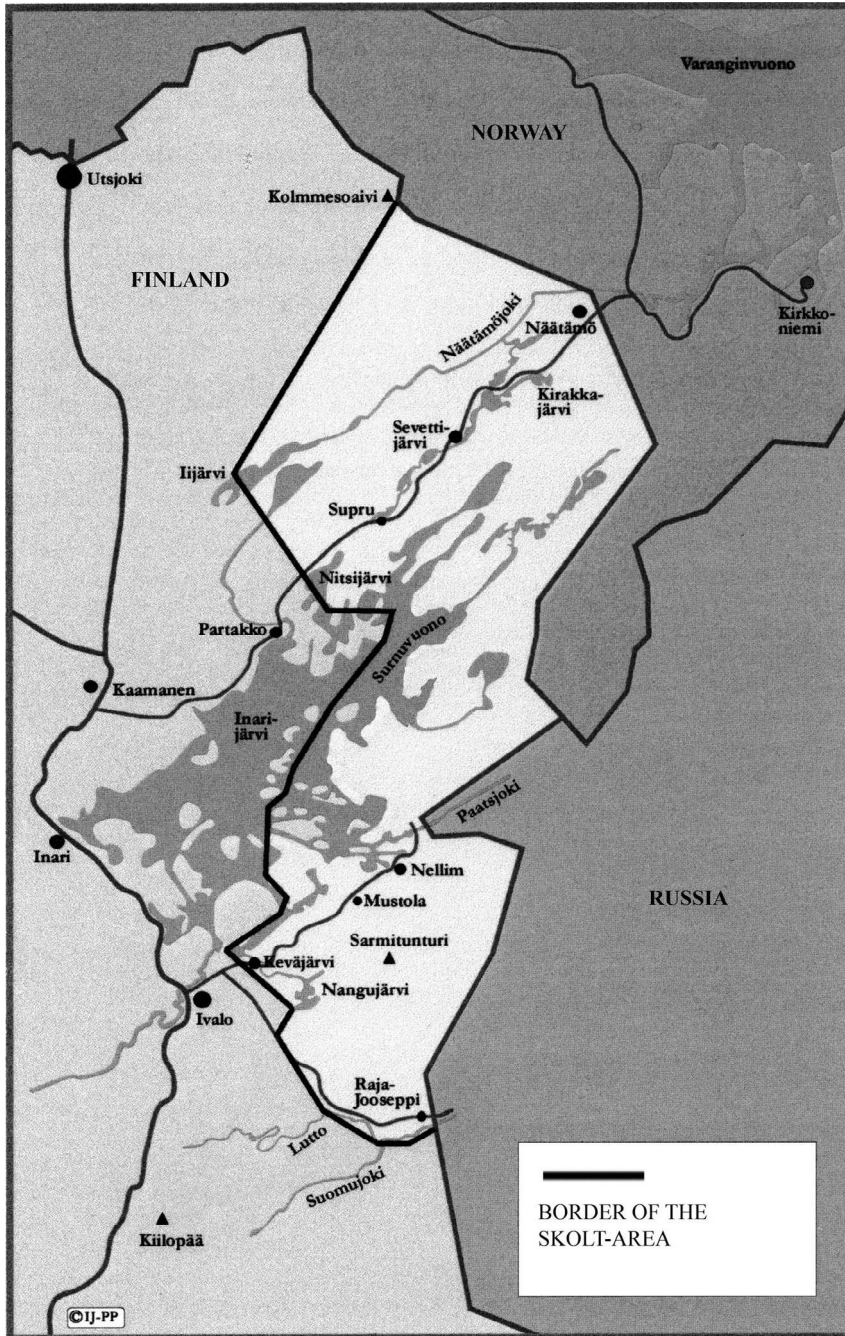 Varanginvuono
NORWAY
Utsjoki
Kolmmesoaivi
FINLAND
Näätämöjoki
Näätämö
Kirkko-
niemi
Kirakka-
järvi
Sevetti-
järvi
Iijärvi
Supru
Nitsijärvi
Partakko
Surnuvuono
Kaamanen
Inari-
järvi
Paatsjoki
Inari
Nellim
Mustola
RUSSIA
Sarmitunturi
Keväjärvi
Nangujärvi
Ivalo
Raja-
Jooseppi
Lutto
Suomujoki
Kiilopää
BORDER OF THE
SKOLT-AREA
© IJ-PP